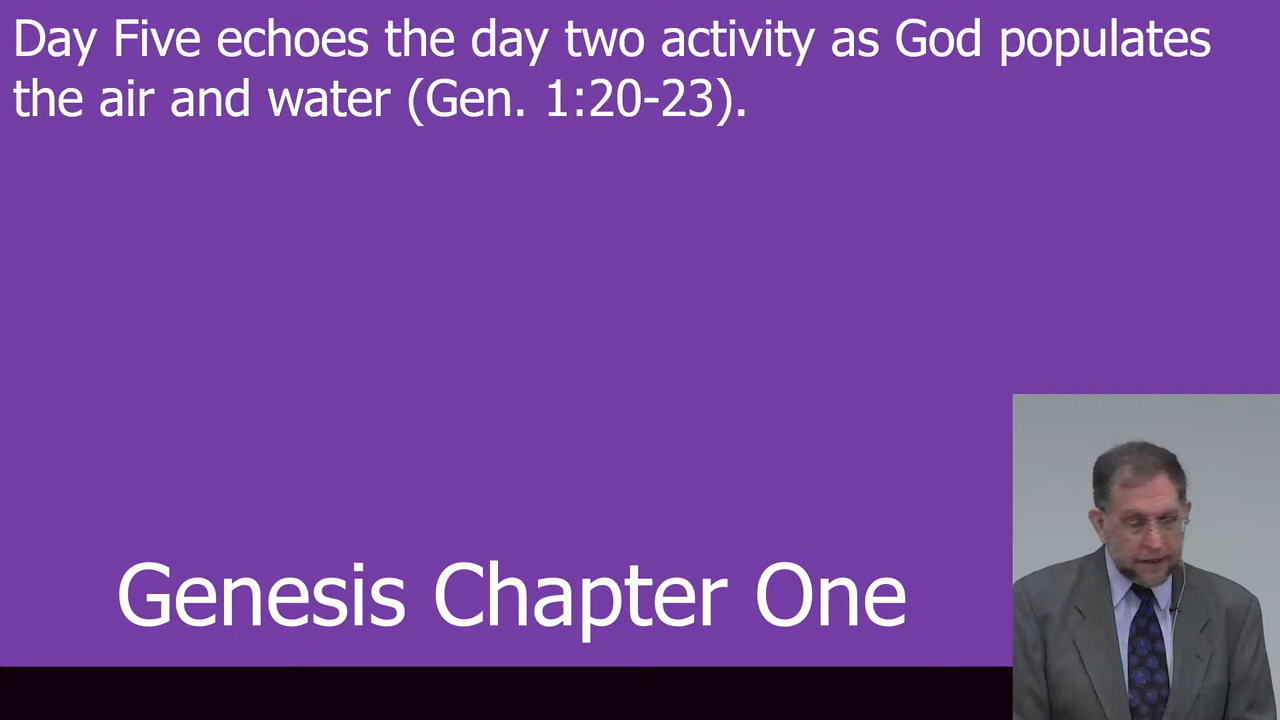 Day Five echoes the day two activity as God populates
the air and water (Gen. 1:20-23).
Genesis Chapter One